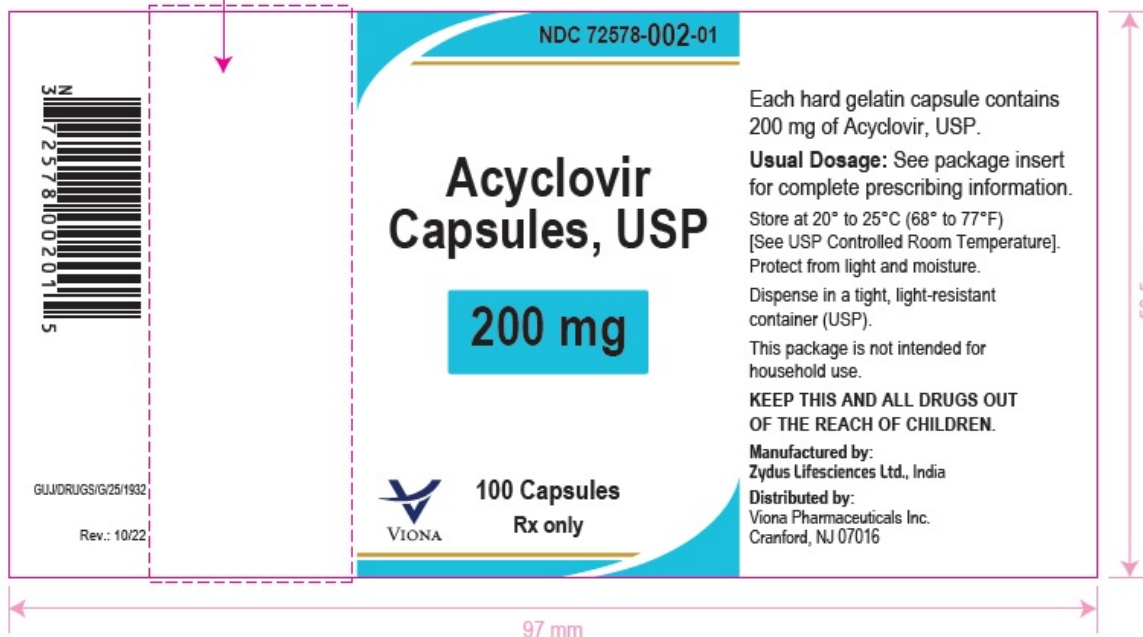 N
3 72578 00201 5
GUJ/DRUGS/G/25/1932
Rev.: 10/22
NDC 72578-002-01
Acyclovir
Capsules, USP
200 mg
VIONA
100 Capsules
Rx only
Each hard gelatin capsule contains
200 mg of Acyclovir, USP.
Usual Dosage: See package insert
for complete prescribing information.
Store at 20° to 25°C (68° to 77°F)
[See USP Controlled Room Temperature].
Protect from light and moisture.
Dispense in a tight, light-resistant
container (USP).
This package is not intended for
household use.
KEEP THIS AND ALL DRUGS OUT
OF THE REACH OF CHILDREN.
Manufactured by:
Zydus Lifesciences Ltd., India
Distributed by:
Viona Pharmaceuticals Inc.
Cranford, NJ 07016
97 mm